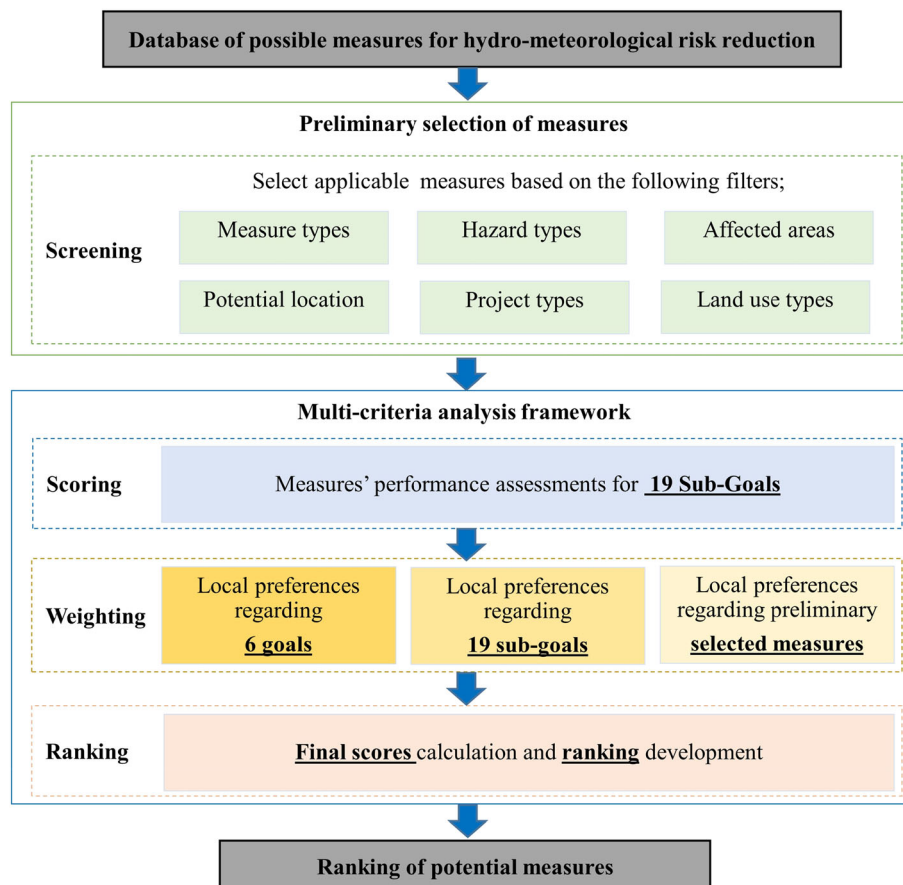 Database of possible measures for hydro-meteorological risk reduction
Preliminary selection of measures
Select applicable measures based on the following filters;
Screening
Measure types
Hazard types
Affected areas
Potential location
Project types
Land use types
Multi-criteria analysis framework
Scoring
Measures' performance assessments for 19 Sub-Goals
Weighting
Local preferences
regarding
6 goals
Local preferences
regarding
19 sub-goals
Local preferences
regarding preliminary
selected measures
Ranking
Final scores calculation and ranking development
Ranking of potential measures